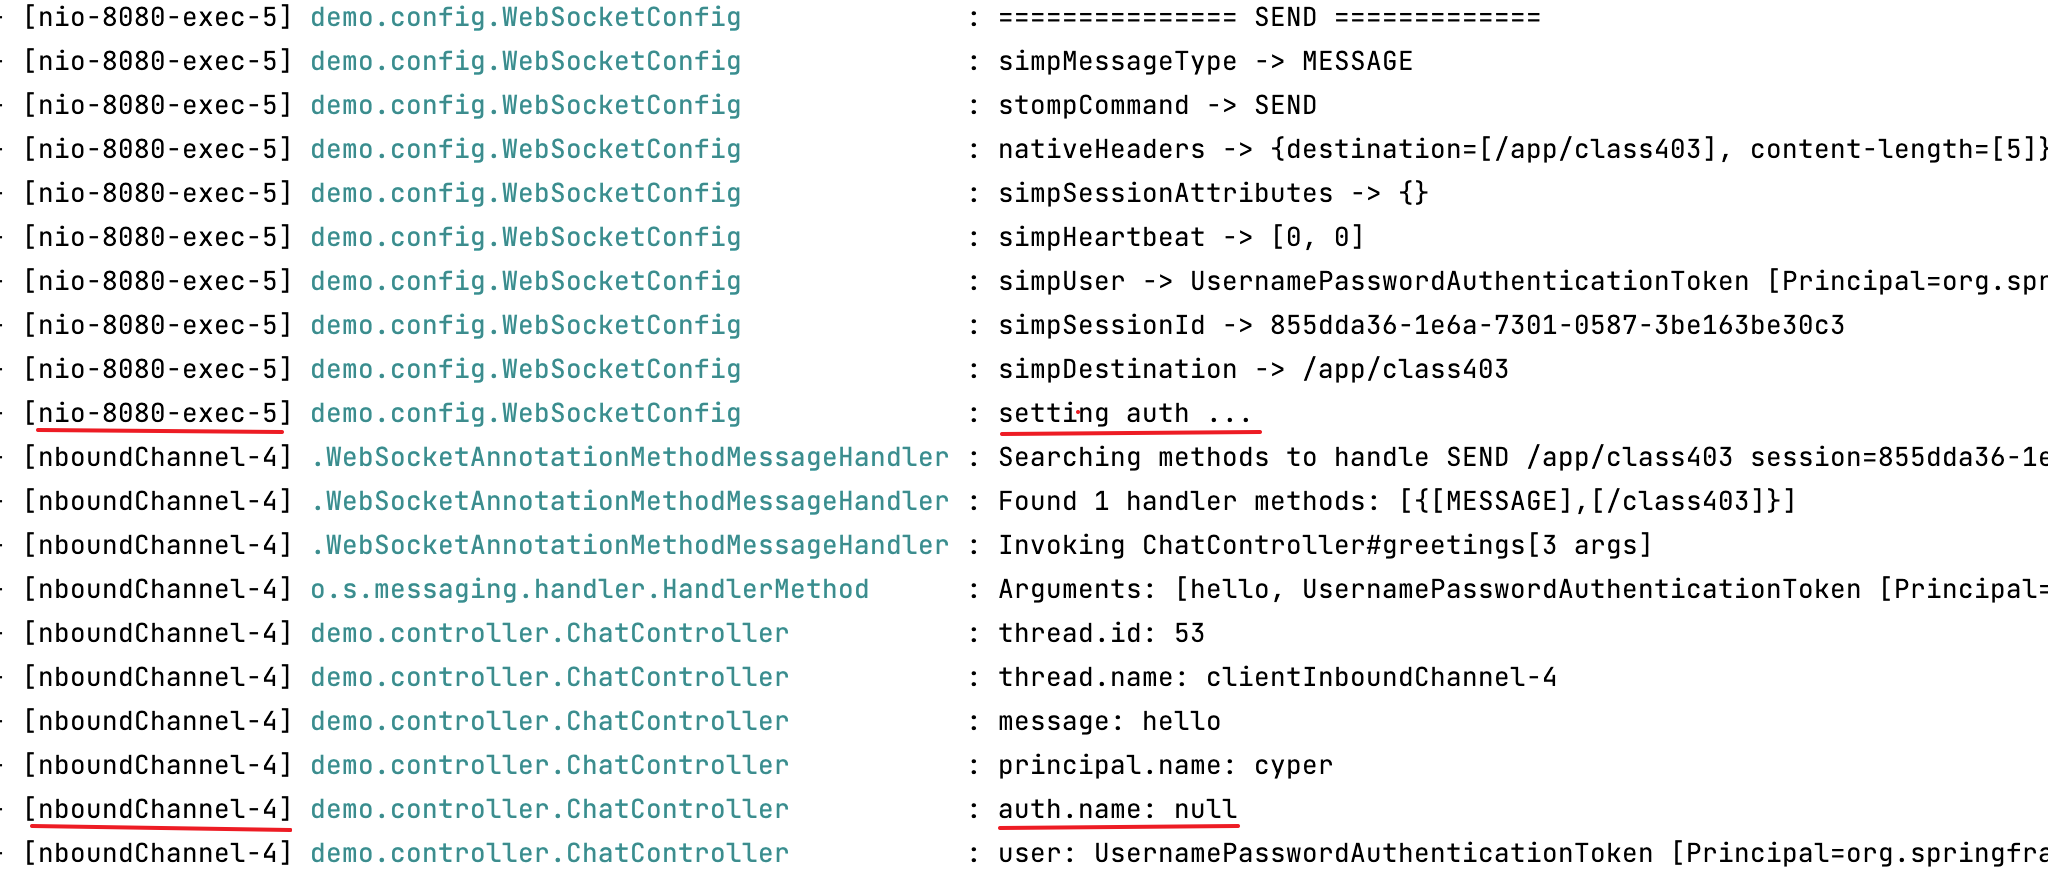 [nio-8080-exec-5] demo.config.WebSocketConfig : =============== SEND =============
[nio-8080-exec-5] demo.config.WebSocketConfig : simpMessageType -> MESSAGE
[nio-8080-exec-5] demo.config.WebSocketConfig : stompCommand -> SEND
[nio-8080-exec-5] demo.config.WebSocketConfig : nativeHeaders -> {destination=[/app/class403], content-length=[5]}
[nio-8080-exec-5] demo.config.WebSocketConfig : simpSessionAttributes -> {}
[nio-8080-exec-5] demo.config.WebSocketConfig : simpHeartbeat -> [0, 0]
[nio-8080-exec-5] demo.config.WebSocketConfig : simpUser -> UsernamePasswordAuthenticationToken [Principal=org.spr
[nio-8080-exec-5] demo.config.WebSocketConfig : simpSessionId -> 855dda36-1e6a-7301-0587-3be163be30c3
[nio-8080-exec-5] demo.config.WebSocketConfig : simpDestination -> /app/class403
[nio-8080-exec-5] demo.config.WebSocketConfig : setting auth ...
[nboundChannel-4] .WebSocketAnnotationMethodMessageHandler : Searching methods to handle SEND /app/class403 session=855dda36-1e
[nboundChannel-4] .WebSocketAnnotationMethodMessageHandler : Found 1 handler methods: [{[MESSAGE],[/class403]}]
[nboundChannel-4] .WebSocketAnnotationMethodMessageHandler : Invoking ChatController#greetings[3 args]
[nboundChannel-4] o.s.messaging.handler.HandlerMethod : Arguments: [hello, UsernamePasswordAuthenticationToken [Principal=
[nboundChannel-4] demo.controller.ChatController : thread.id: 53
[nboundChannel-4] demo.controller.ChatController : thread.name: clientInboundChannel-4
[nboundChannel-4] demo.controller.ChatController : message: hello
[nboundChannel-4] demo.controller.ChatController : principal.name: cyper
[nboundChannel-4] demo.controller.ChatController : auth.name: null
[nboundChannel-4] demo.controller.ChatController : user: UsernamePasswordAuthenticationToken [Principal=org.springfra